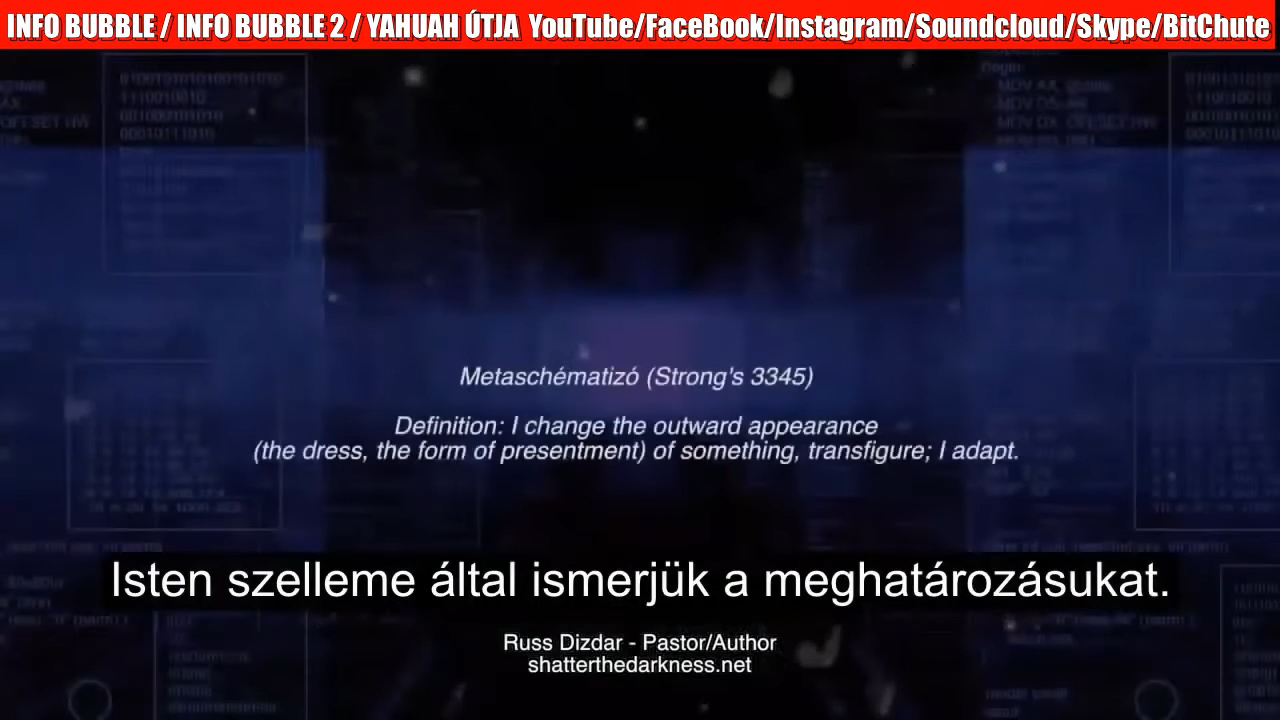 INFO BUBBLE / INFO BUBBLE 2 / YAHUAH ÚTJA YouTube/FaceBook/Instagram/Soundcloud/Skype/BitChute
Metaschématizó (Strong's 3345)
Definition: I change the outward appearance
(the dress, the form of presentment) of something, transfigure; I adapt.
Isten szelleme által ismerjük a meghatározásukat.
Russ Dizdar - Pastor/Author
shatterthedarkness.net